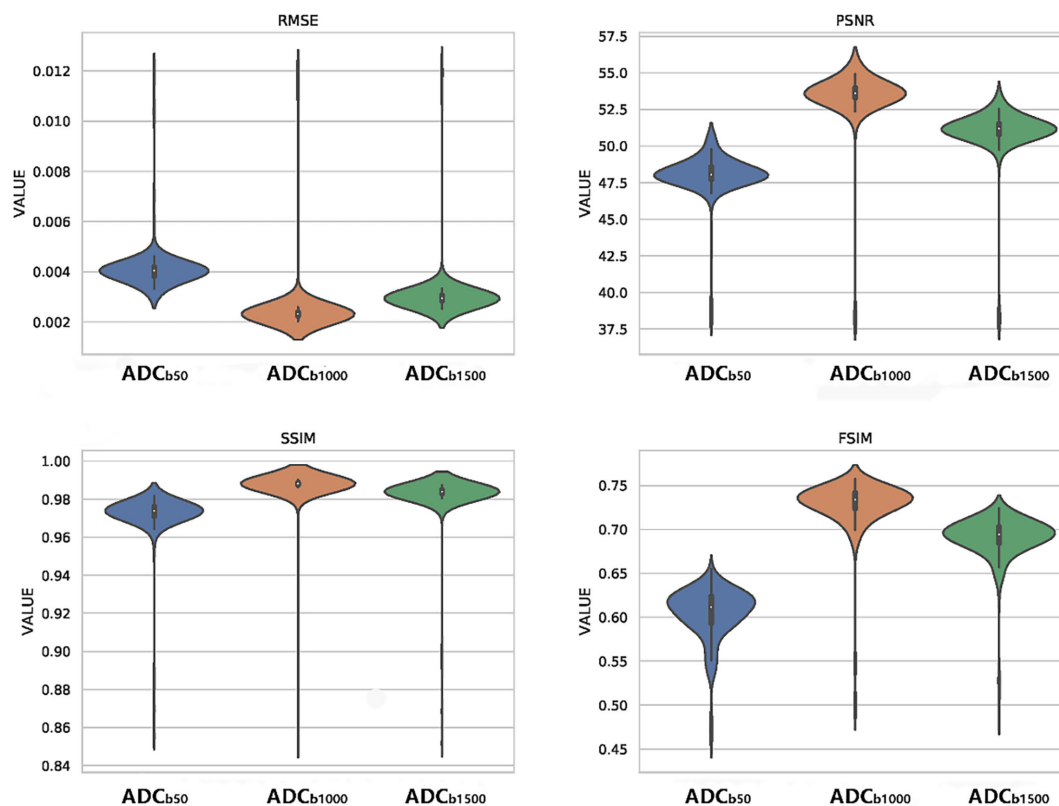 RMSE
0.012
0.010
0.008
0.006
0.004
0.002
VALUE
ADCb50 ADCb1000 ADCb1500
PSNR
57.5
55.0
52.5
50.0
47.5
45.0
42.5
40.0
37.5
VALUE
ADCb50 ADCb1000 ADCb1500
SSIM
1.00
0.98
0.96
0.94
0.92
0.90
0.88
0.86
0.84
VALUE
ADCb50 ADCb1000 ADCb1500
FSIM
0.75
0.70
0.65
0.60
0.55
0.50
0.45
VALUE
ADCb50 ADCb1000 ADCb1500